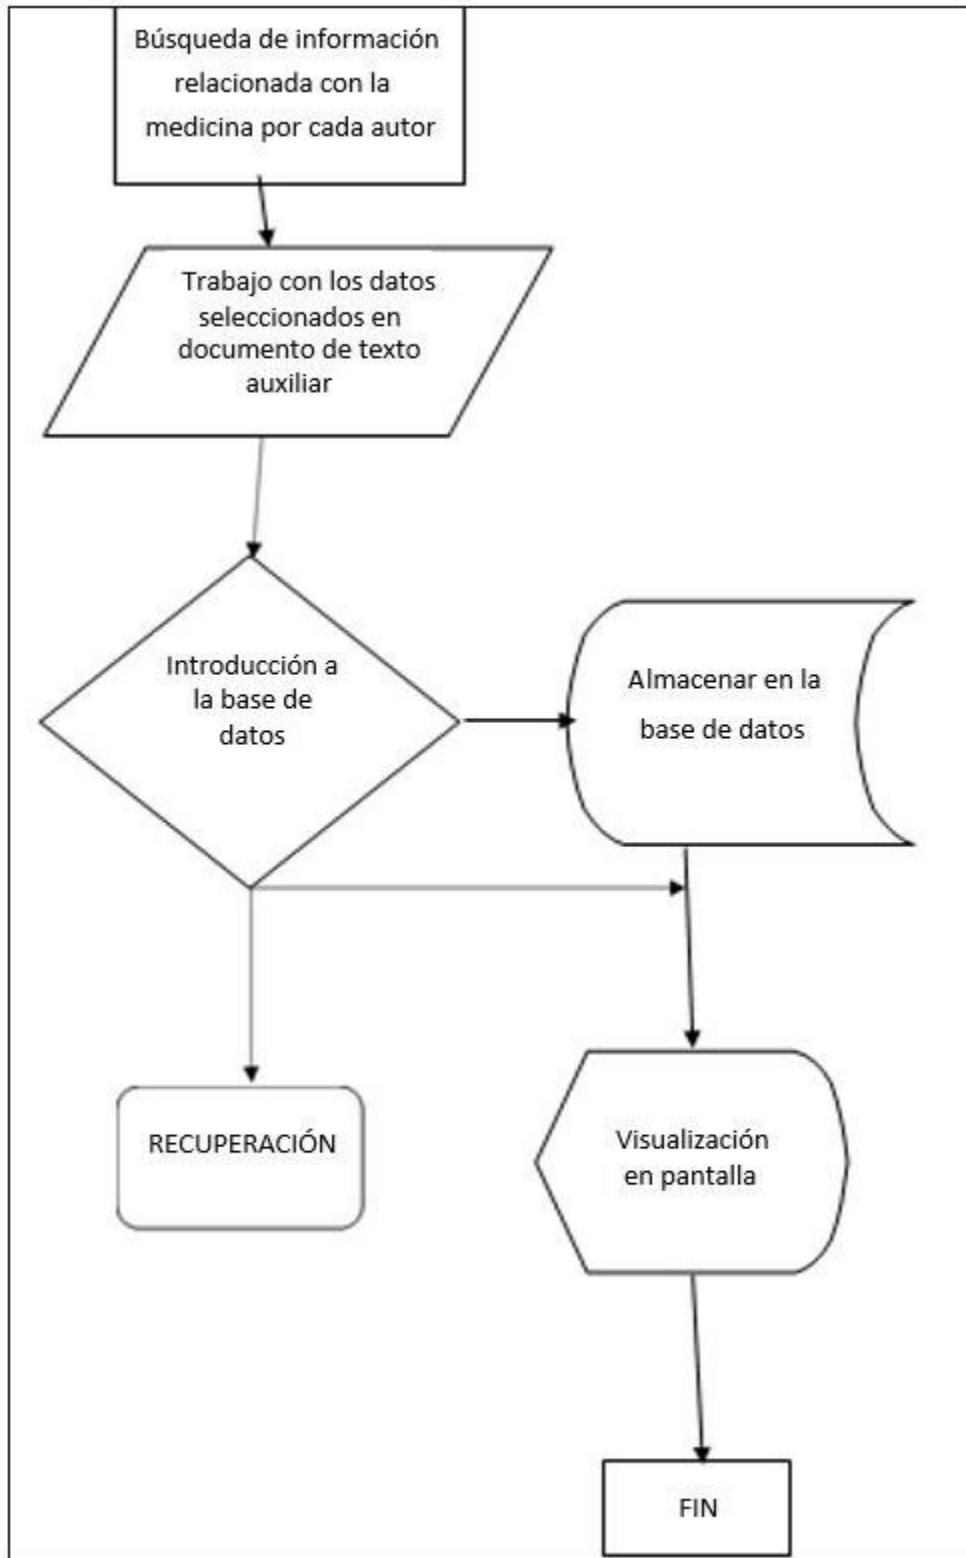 Búsqueda de información
relacionada con la
medicina por cada autor
Trabajo con los datos
seleccionados en
documento de texto
auxiliar
Introducción a
la base de
datos
Almacenar en la
base de datos
RECUPERACIÓN
Visualización
en pantalla
FIN